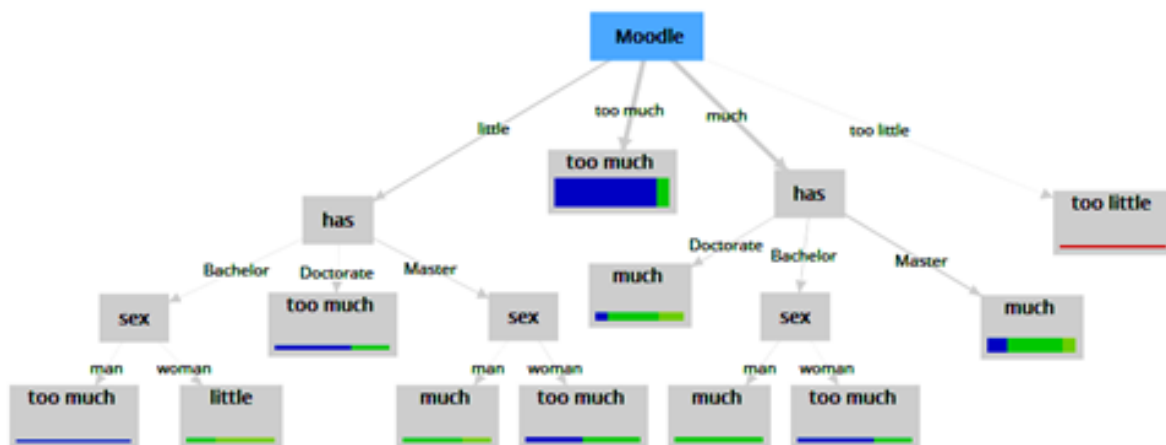 Moodle
little
too much
much
too little
too much
has
has
too little
Bachelor
Doctorate
Master
Doctorate
Bachelor
Master
sex
too much
sex
much
sex
much
man
woman
man
woman
man
woman
too much
little
much
too much
much
too much